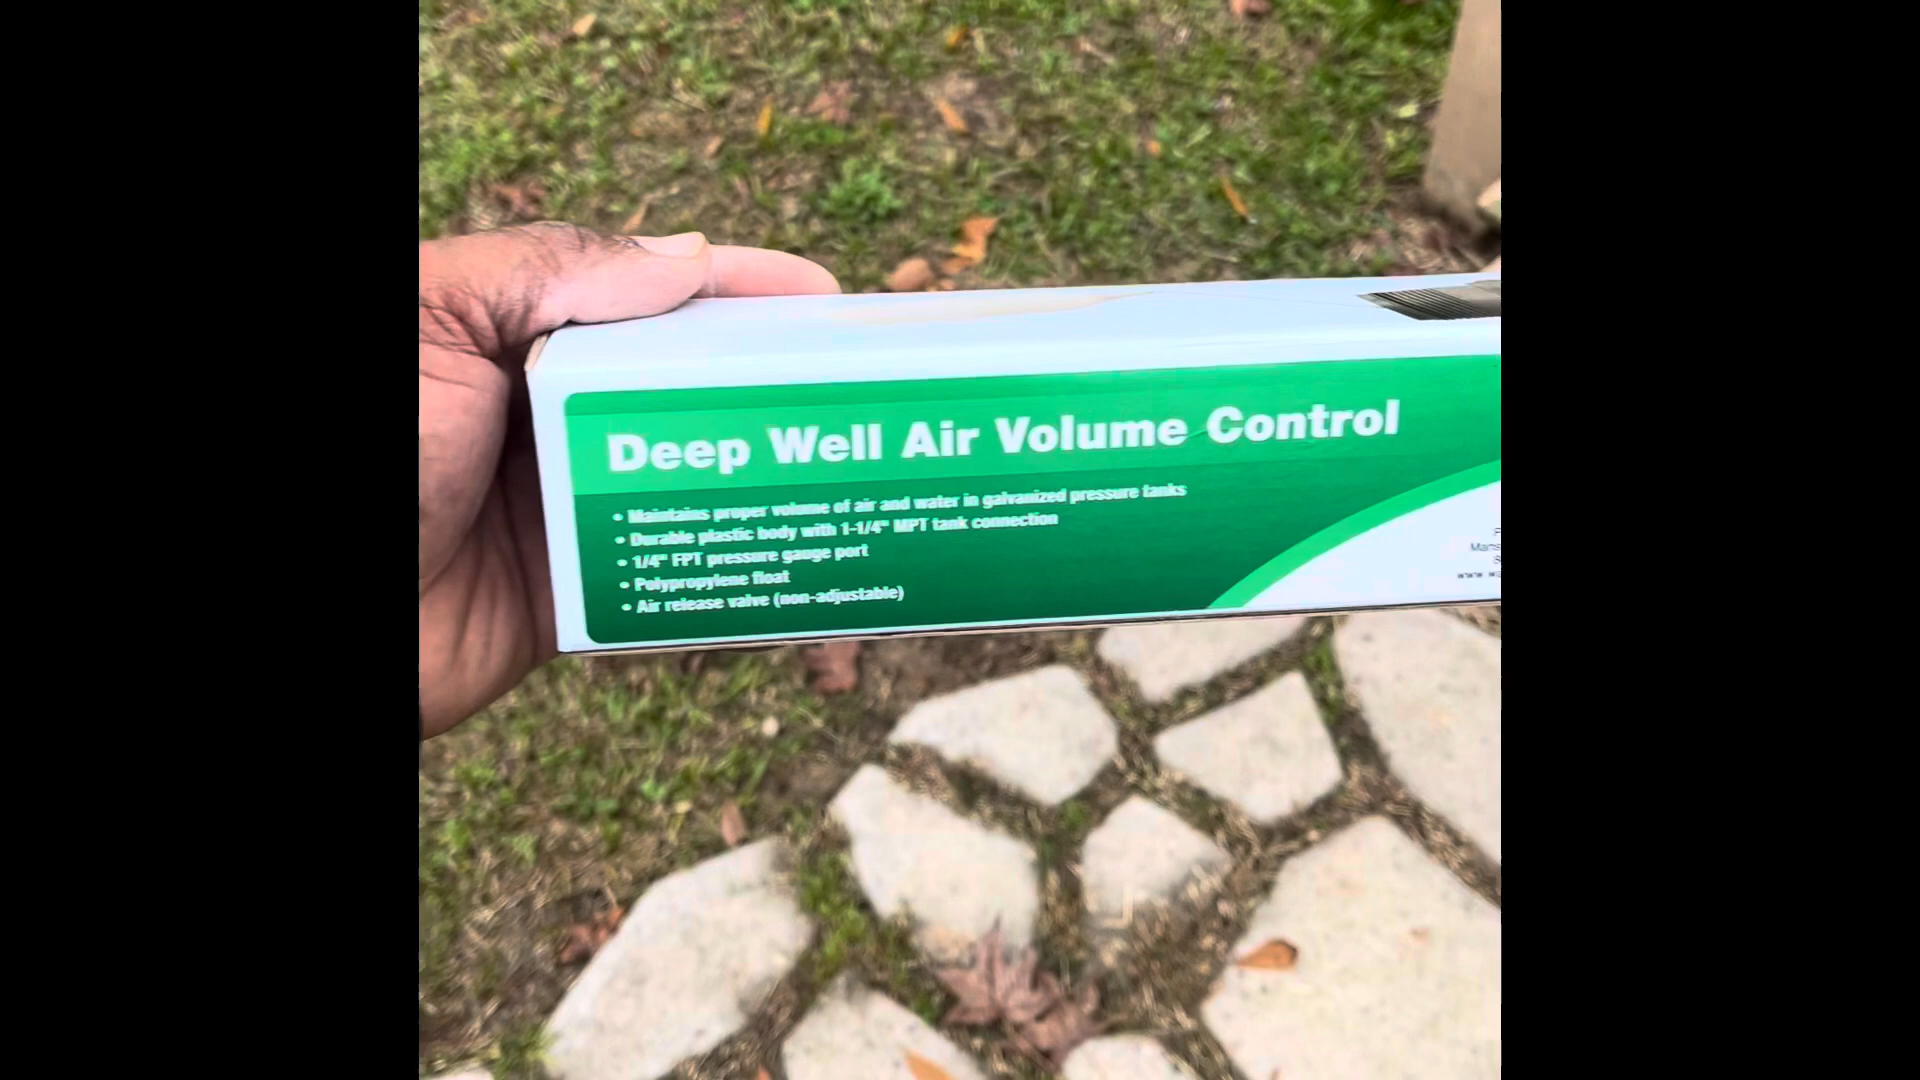 Deep Well Air Volume Control
• Maintains proper volume of air and water in galvanized pressure tanks
• Durable plastic body with 1-1/4" MPT tank connection
• 1/4" FPT pressure gauge port
• Polypropylene float
• Air release valve (non-adjustable)